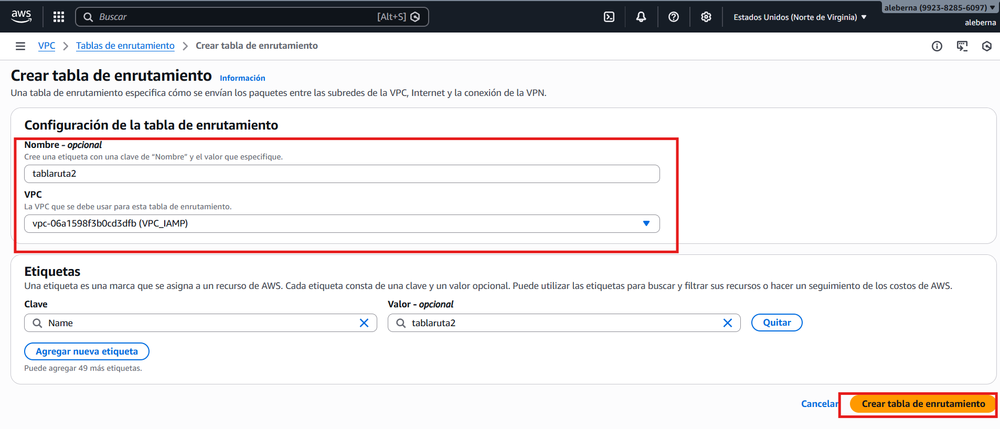 aws
Buscar
[Alt+S]
Estados Unidos (Norte de Virginia)
aleberna (9923-8285-6097)
aleberna
VPC
Tablas de enrutamiento
Crear tabla de enrutamiento
Crear tabla de enrutamiento
Información
Una tabla de enrutamiento especifica cómo se envían los paquetes entre las subredes de la VPC, Internet y la conexión de la VPN.
Configuración de la tabla de enrutamiento
Nombre - opcional
Cree una etiqueta con una clave de “Nombre” y el valor que especifique.
tablaruta2
VPC
La VPC que se debe usar para esta tabla de enrutamiento.
vpc-06a1598f3b0cd3dfb (VPC_IAMP)
Etiquetas
Una etiqueta es una marca que se asigna a un recurso de AWS. Cada etiqueta consta de una clave y un valor opcional. Puede utilizar las etiquetas para buscar y filtrar sus recursos o hacer un seguimiento de los costos de AWS.
Clave
Valor - opcional
Name
tablaruta2
Quitar
Agregar nueva etiqueta
Puede agregar 49 más etiquetas.
Cancelar
Crear tabla de enrutamiento